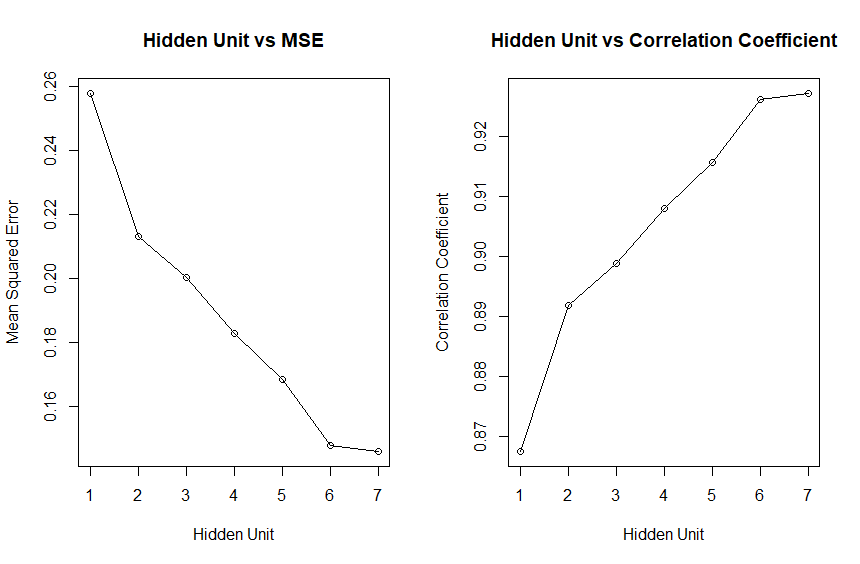 Hidden Unit vs MSE
Mean Squared Error
0.26
0.24
0.22
0.20
0.18
0.16
1 2 3 4 5 6 7
Hidden Unit
Hidden Unit vs Correlation Coefficient
Correlation Coefficient
0.92
0.91
0.90
0.89
0.88
0.87
1 2 3 4 5 6 7
Hidden Unit